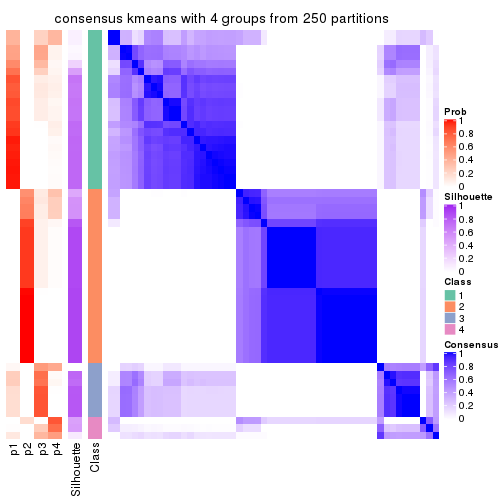 consensus kmeans with 4 groups from 250 partitions
Prob
1
0.8
0.6
0.4
0.2
0
Silhouette
1
0.8
0.6
0.4
0.2
0
Class
1
2
3
4
Consensus
1
0.8
0.6
0.4
0.2
0
p1
p2
p3
p4
Silhouette
Class